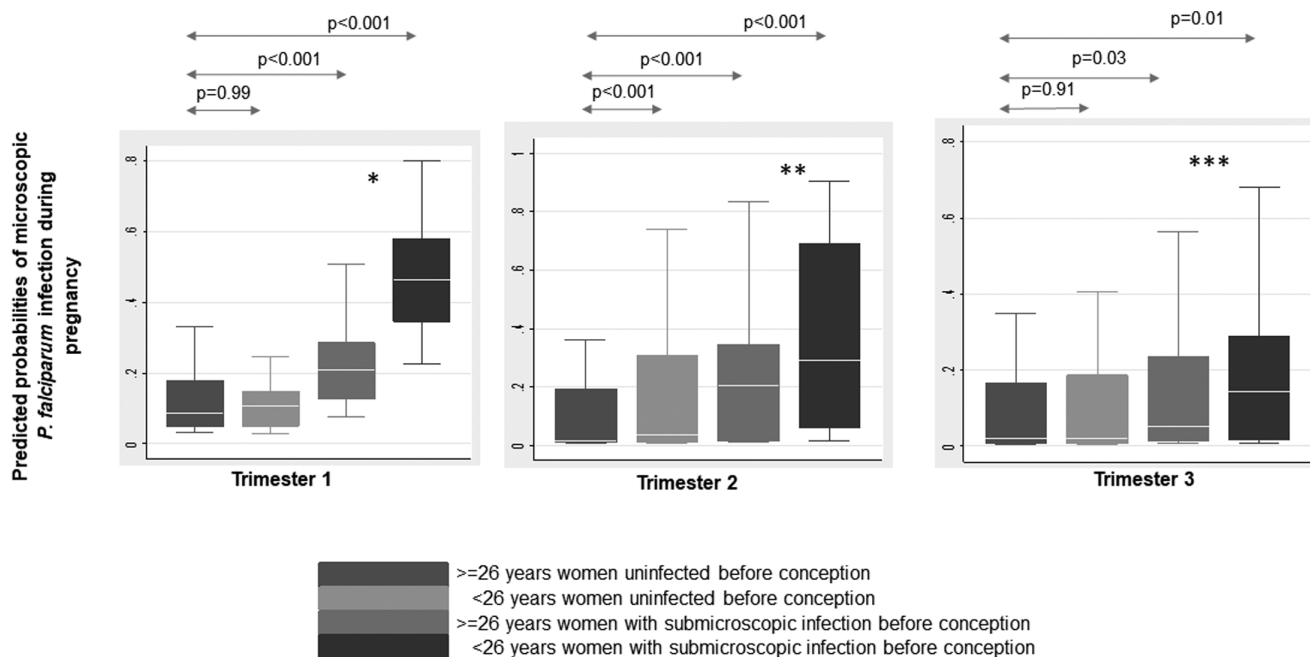 Predicted probabilities of microscopic
P. falciparum infection during
pregnancy
p<0.001
p<0.001
p=0.99
*
.8
.6
.4
.2
0
Trimester 1
p<0.001
p<0.001
p<0.001
**
1
.8
.6
.4
.2
0
Trimester 2
p=0.01
p=0.03
p=0.91
***
.8
.6
.4
.2
0
Trimester 3
>=26 years women uninfected before conception
<26 years women uninfected before conception
>=26 years women with submicroscopic infection before conception
<26 years women with submicroscopic infection before conception